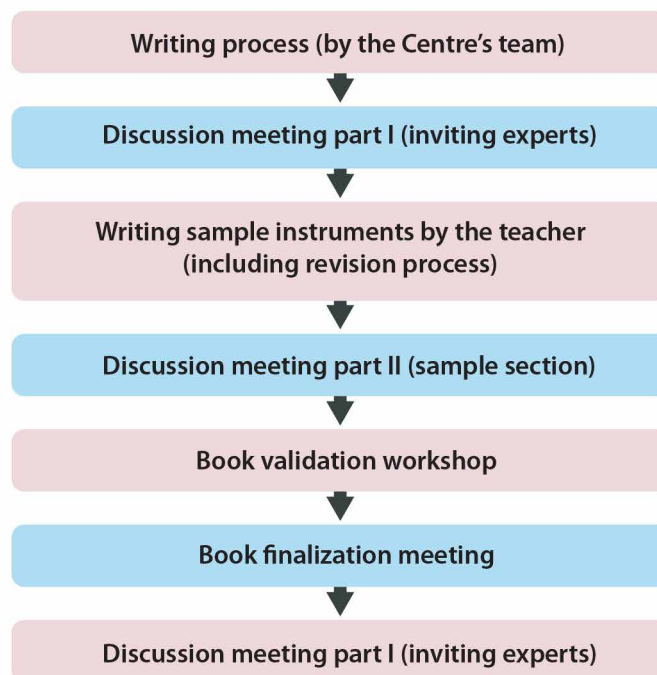 Writing process (by the Centre's team)
Discussion meeting part I (inviting experts)
Writing sample instruments by the teacher
(including revision process)
Discussion meeting part II (sample section)
Book validation workshop
Book finalization meeting
Discussion meeting part I (inviting experts)